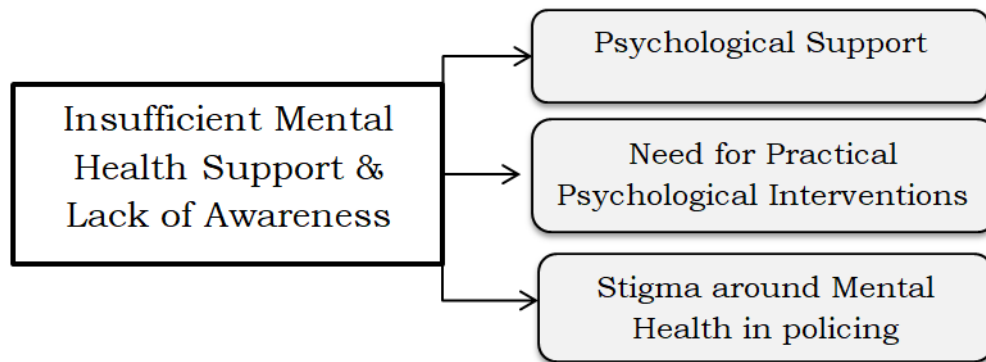 Insufficient Mental
Health Support &
Lack of Awareness
Psychological Support
Need for Practical
Psychological Interventions
Stigma around Mental
Health in policing